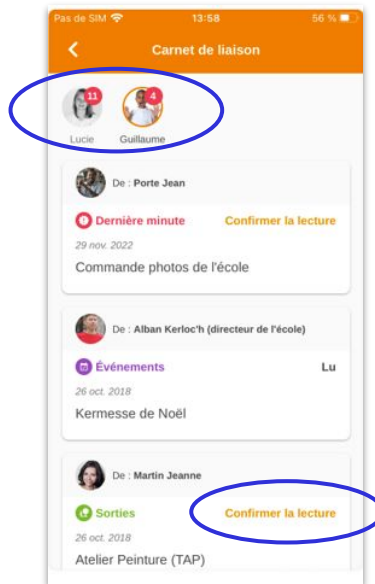 Pas de SIM 13:58 56 %
Carnet de liaison
11 4
Lucie Guillaume
De : Porte Jean
Dernière minute Confirmer la lecture
29 nov. 2022
Commande photos de l'école
De : Alban Kerloc'h (directeur de l'école)
Événements Lu
26 oct. 2018
Kermesse de Noël
De : Martin Jeanne
Sorties Confirmer la lecture
26 oct. 2018
Atelier Peinture (TAP)